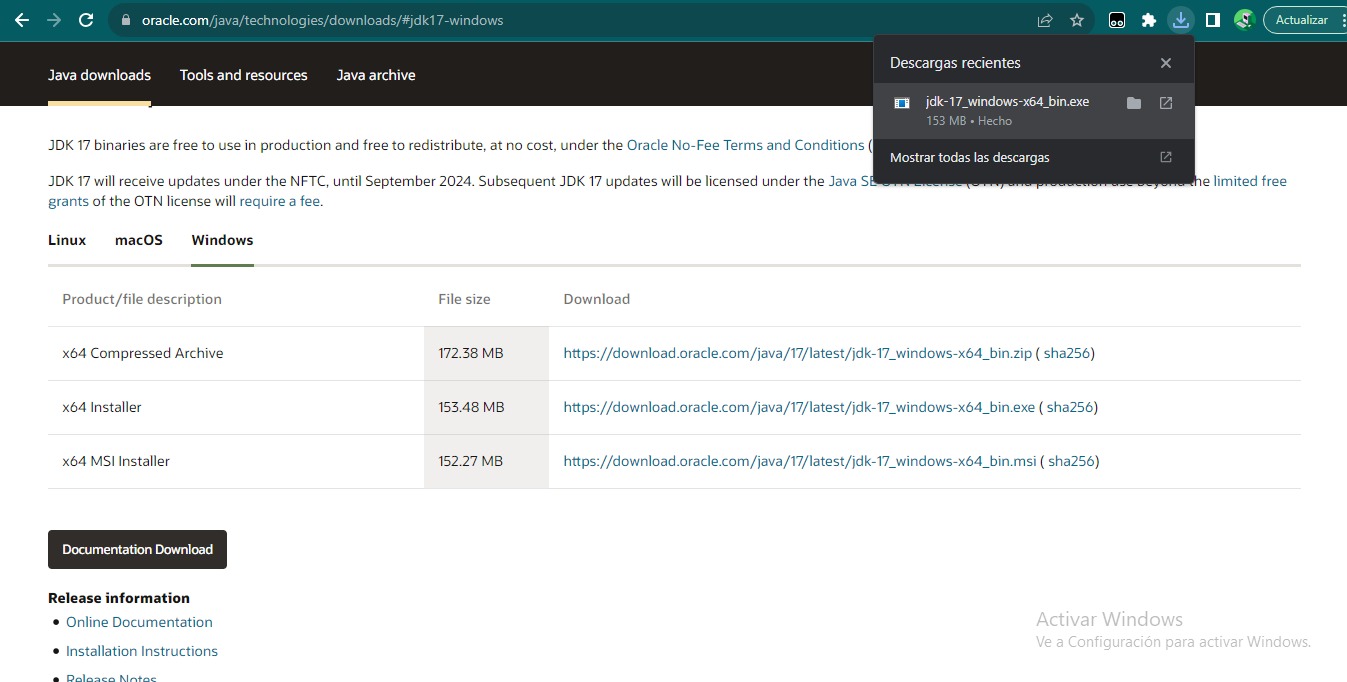 oracle.com/java/technologies/downloads/#jdk17-windows
Actualizar
Java downloads
Tools and resources
Java archive
Descargas recientes
jdk-17_windows-x64_bin.exe
153 MB • Hecho
Mostrar todas las descargas
JDK 17 binaries are free to use in production and free to redistribute, at no cost, under the Oracle No-Fee Terms and Conditions (
JDK 17 will receive updates under the NFTC, until September 2024. Subsequent JDK 17 updates will be licensed under the Java SE OTN License (OTN) and production use beyond the limited free
grants of the OTN license will require a fee.
Linux
macOS
Windows
Product/file description File size Download
x64 Compressed Archive 172.38 MB https://download.oracle.com/java/17/latest/jdk-17_windows-x64_bin.zip ( sha256)
x64 Installer 153.48 MB https://download.oracle.com/java/17/latest/jdk-17_windows-x64_bin.exe ( sha256)
x64 MSI Installer 152.27 MB https://download.oracle.com/java/17/latest/jdk-17_windows-x64_bin.msi ( sha256)
Documentation Download
Release information
• Online Documentation
• Installation Instructions
• Release Notes
Activar Windows
Ve a Configuración para activar Windows.